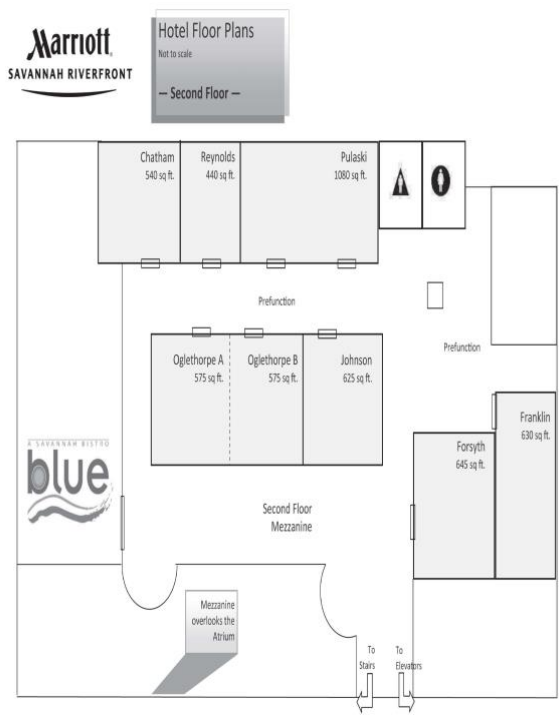 Marriott
SAVANNAH RIVERFRONT
Hotel Floor Plans
Not to scale
— Second Floor —
Chatham
540 sq ft.
Reynolds
440 sq ft.
Pulaski
1080 sq ft.
Prefunction
Prefunction
Oglethorpe A
575 sq ft.
Oglethorpe B
575 sq ft.
Johnson
625 sq ft.
Franklin
630 sq ft.
Forsyth
645 sq ft.
A SAVANNAH BISTRO
blue
Second Floor
Mezzanine
Mezzanine
overlooks the
Atrium
To
Stairs
To
Elevators